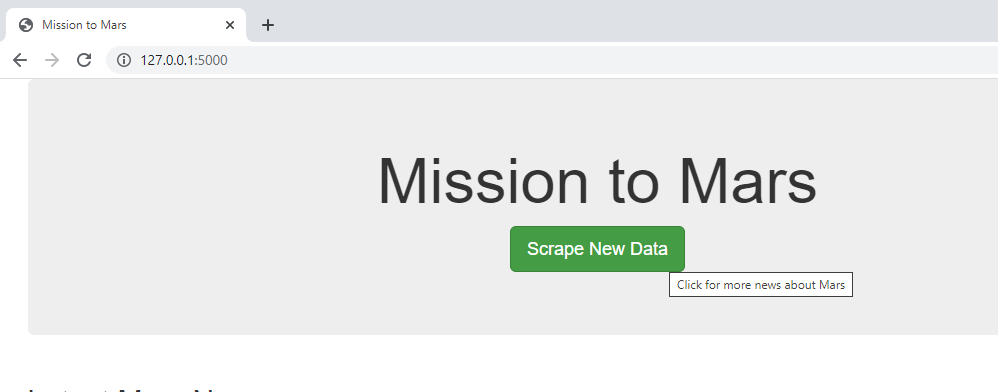 Mission to Mars
127.0.0.1:5000
Mission to Mars
Scrape New Data
Click for more news about Mars